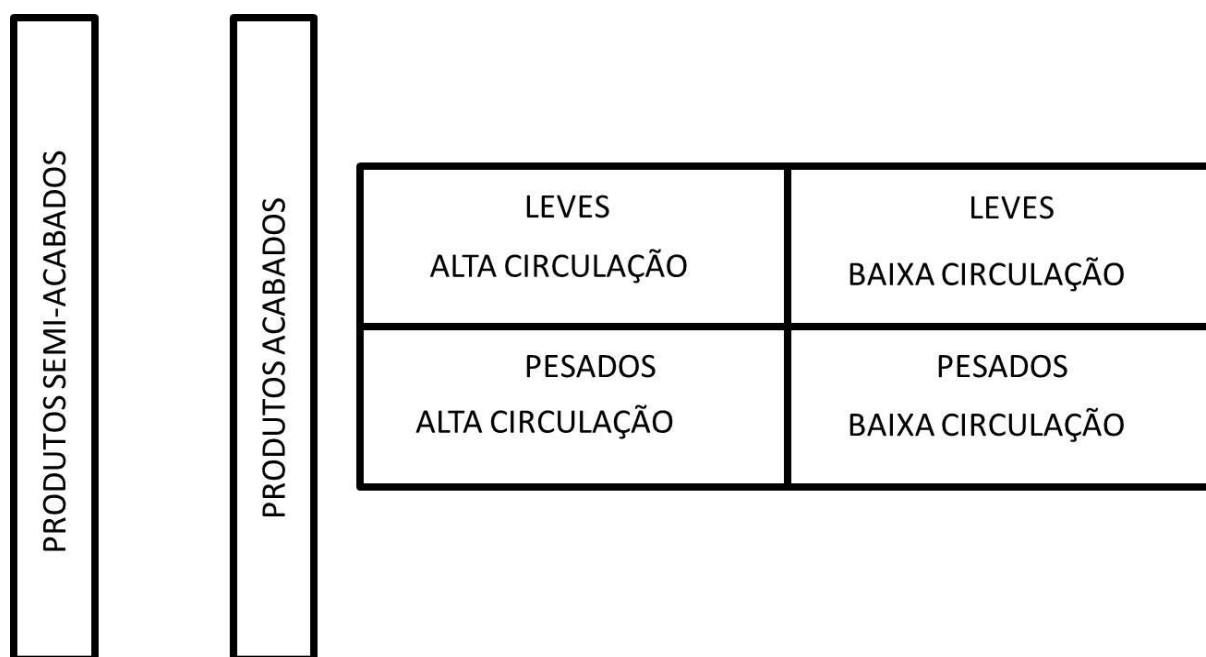 PRODUTOS SEMI-ACABADOS
PRODUTOS ACABADOS
LEVES
ALTA CIRCULAÇÃO
LEVES
BAIXA CIRCULAÇÃO
PESADOS
ALTA CIRCULAÇÃO
PESADOS
BAIXA CIRCULAÇÃO